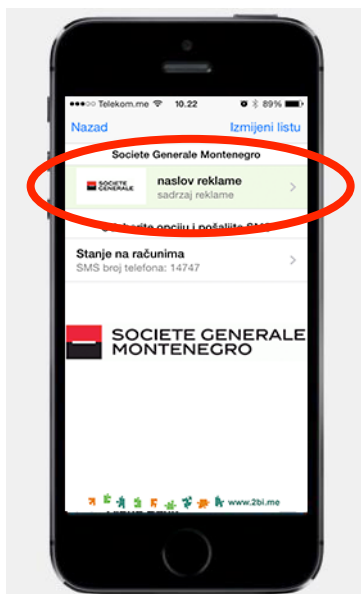 Telekom.me 10.22 89%
Nazad Izmijeni listu
Societe Generale Montenegro
SOCIETE GENERALE
naslov reklame
sadrzaj reklame
opciju i pošaljite
Stanje na računima
SMS broj telefona: 14747
SOCIETE GENERALE
MONTENEGRO
www.2bi.me